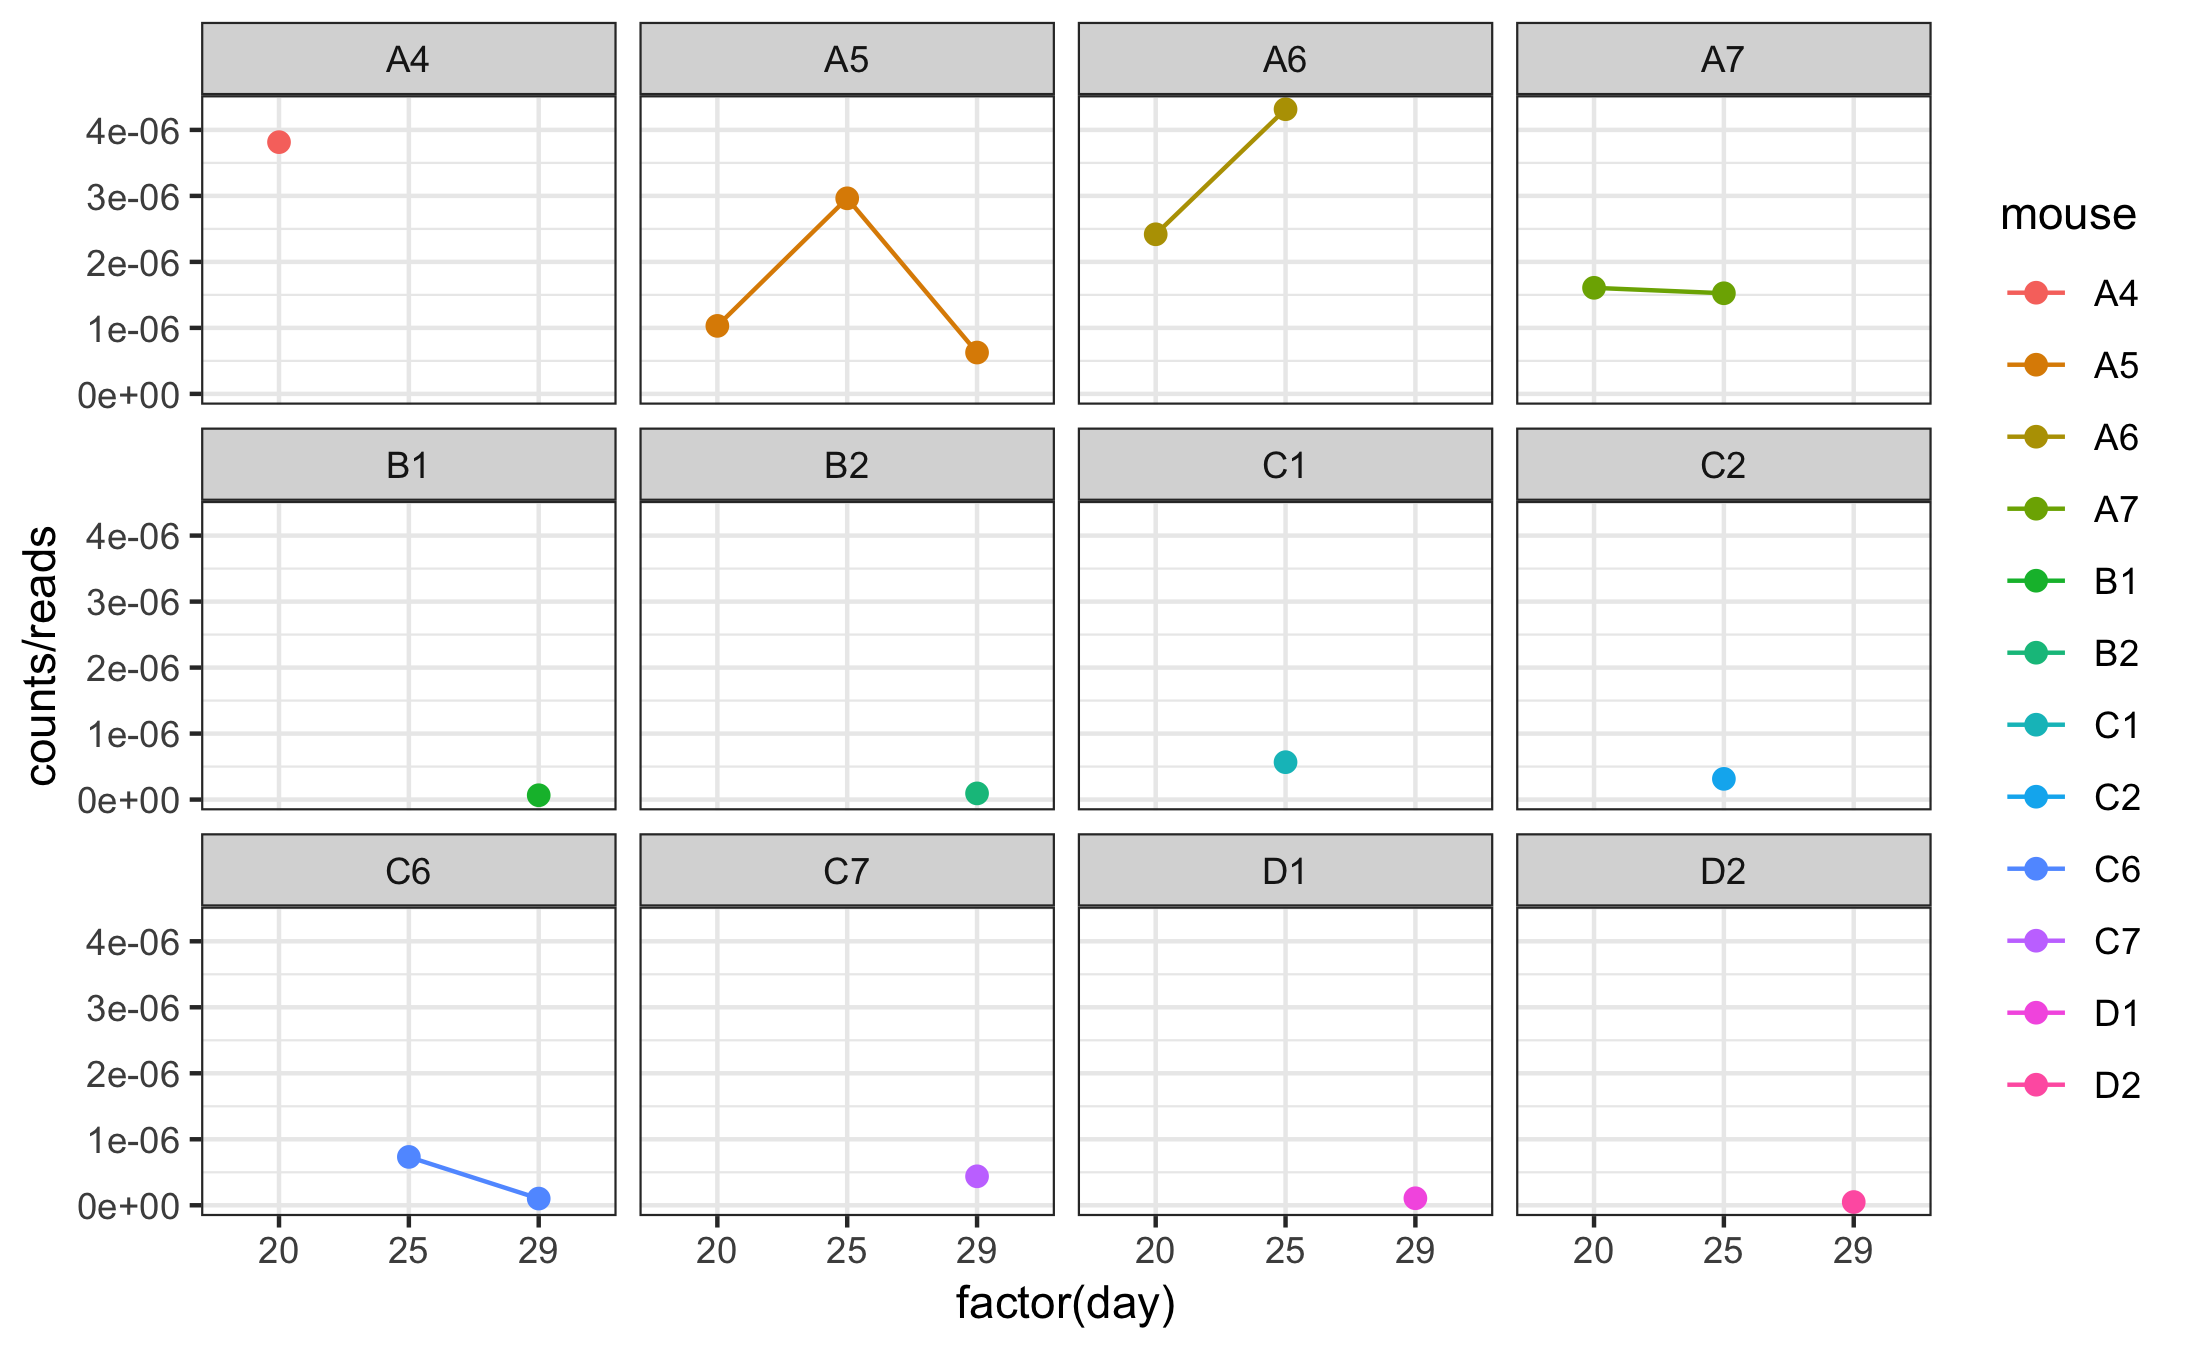 A4 A5 A6 A7
4e-06
3e-06
2e-06
1e-06
0e+00
B1 B2 C1 C2
4e-06
3e-06
2e-06
1e-06
0e+00
C6 C7 D1 D2
4e-06
3e-06
2e-06
1e-06
0e+00
20 25 29 20 25 29 20 25 29 20 25 29
factor(day)
counts/reads
mouse
A4
A5
A6
A7
B1
B2
C1
C2
C6
C7
D1
D2